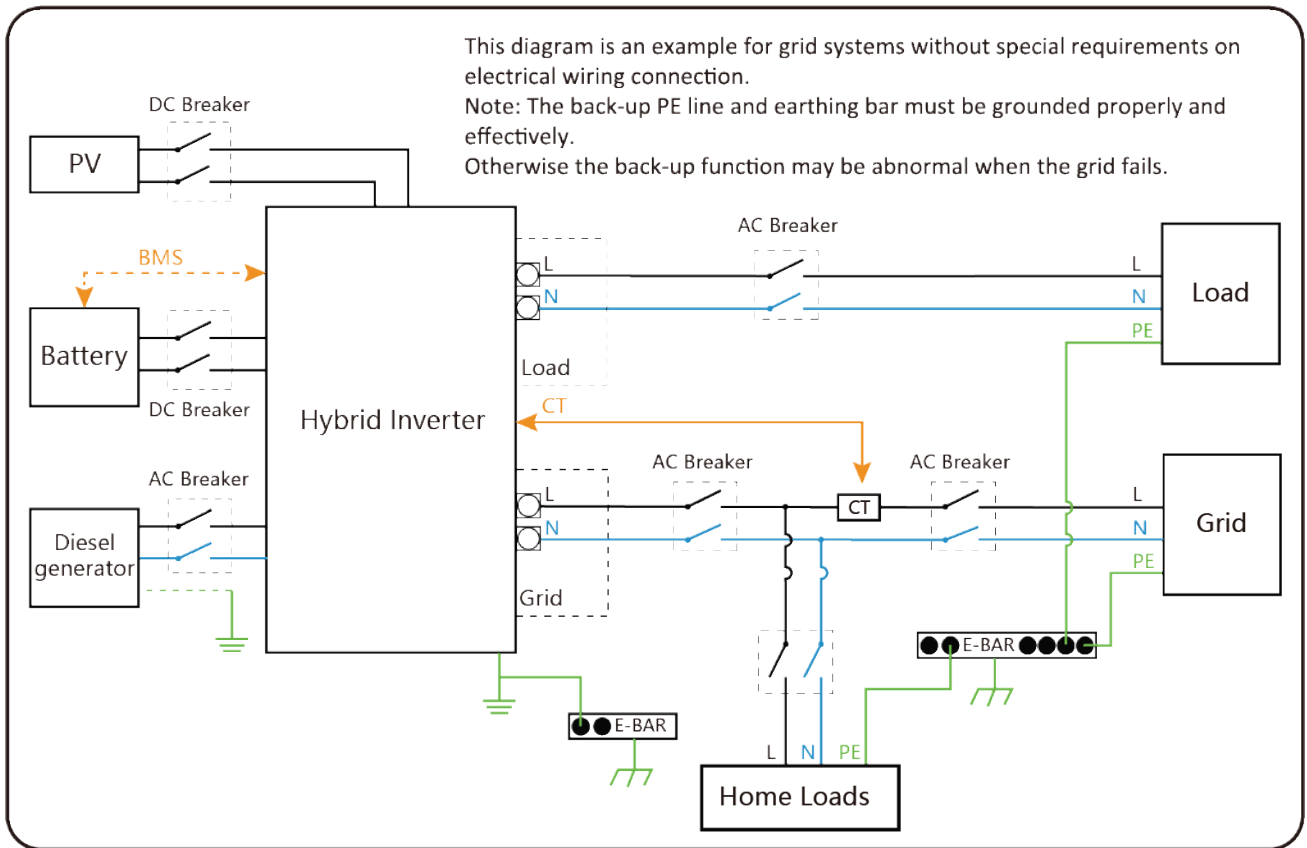 This diagram is an example for grid systems without special requirements on
electrical wiring connection.
Note: The back-up PE line and earthing bar must be grounded properly and
effectively.
Otherwise the back-up function may be abnormal when the grid fails.
DC Breaker
PV
AC Breaker
BMS
L
L
N
N
Load
Battery
PE
Load
DC Breaker
CT
Hybrid Inverter
AC Breaker
AC Breaker
AC Breaker
L
CT
L
N
N
Grid
Diesel
generator
PE
Grid
E-BAR
E-BAR
L
N
PE
Home Loads